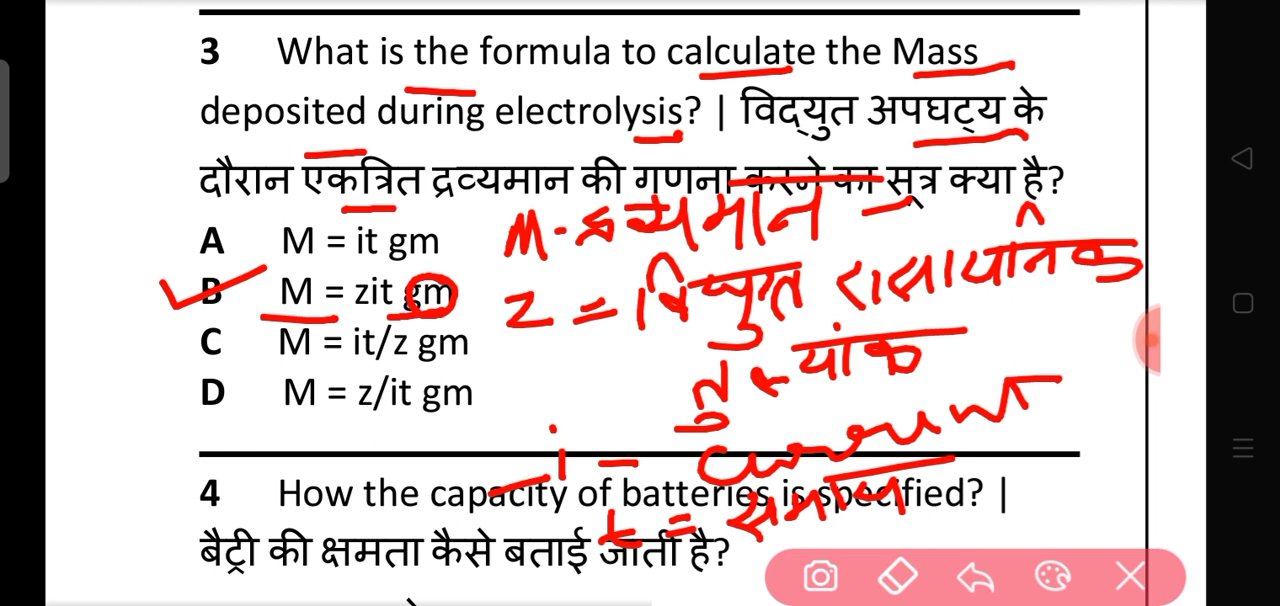 3 What is the formula to calculate the Mass
deposited during electrolysis? | विद्युत अपघट्य के
दौरान एकत्रित द्रव्यमान की गणना करने का सूत्र क्या है?
A M = it gm
M - द्रव्यमान
B M = zit gm
z = विद्युत रासायनिक
तुल्यांक
C M = it/z gm
D M = z/it gm
i - Current
4 How the capacity of batteries is specified? |
t = समय
बैट्री की क्षमता कैसे बताई जाती है?